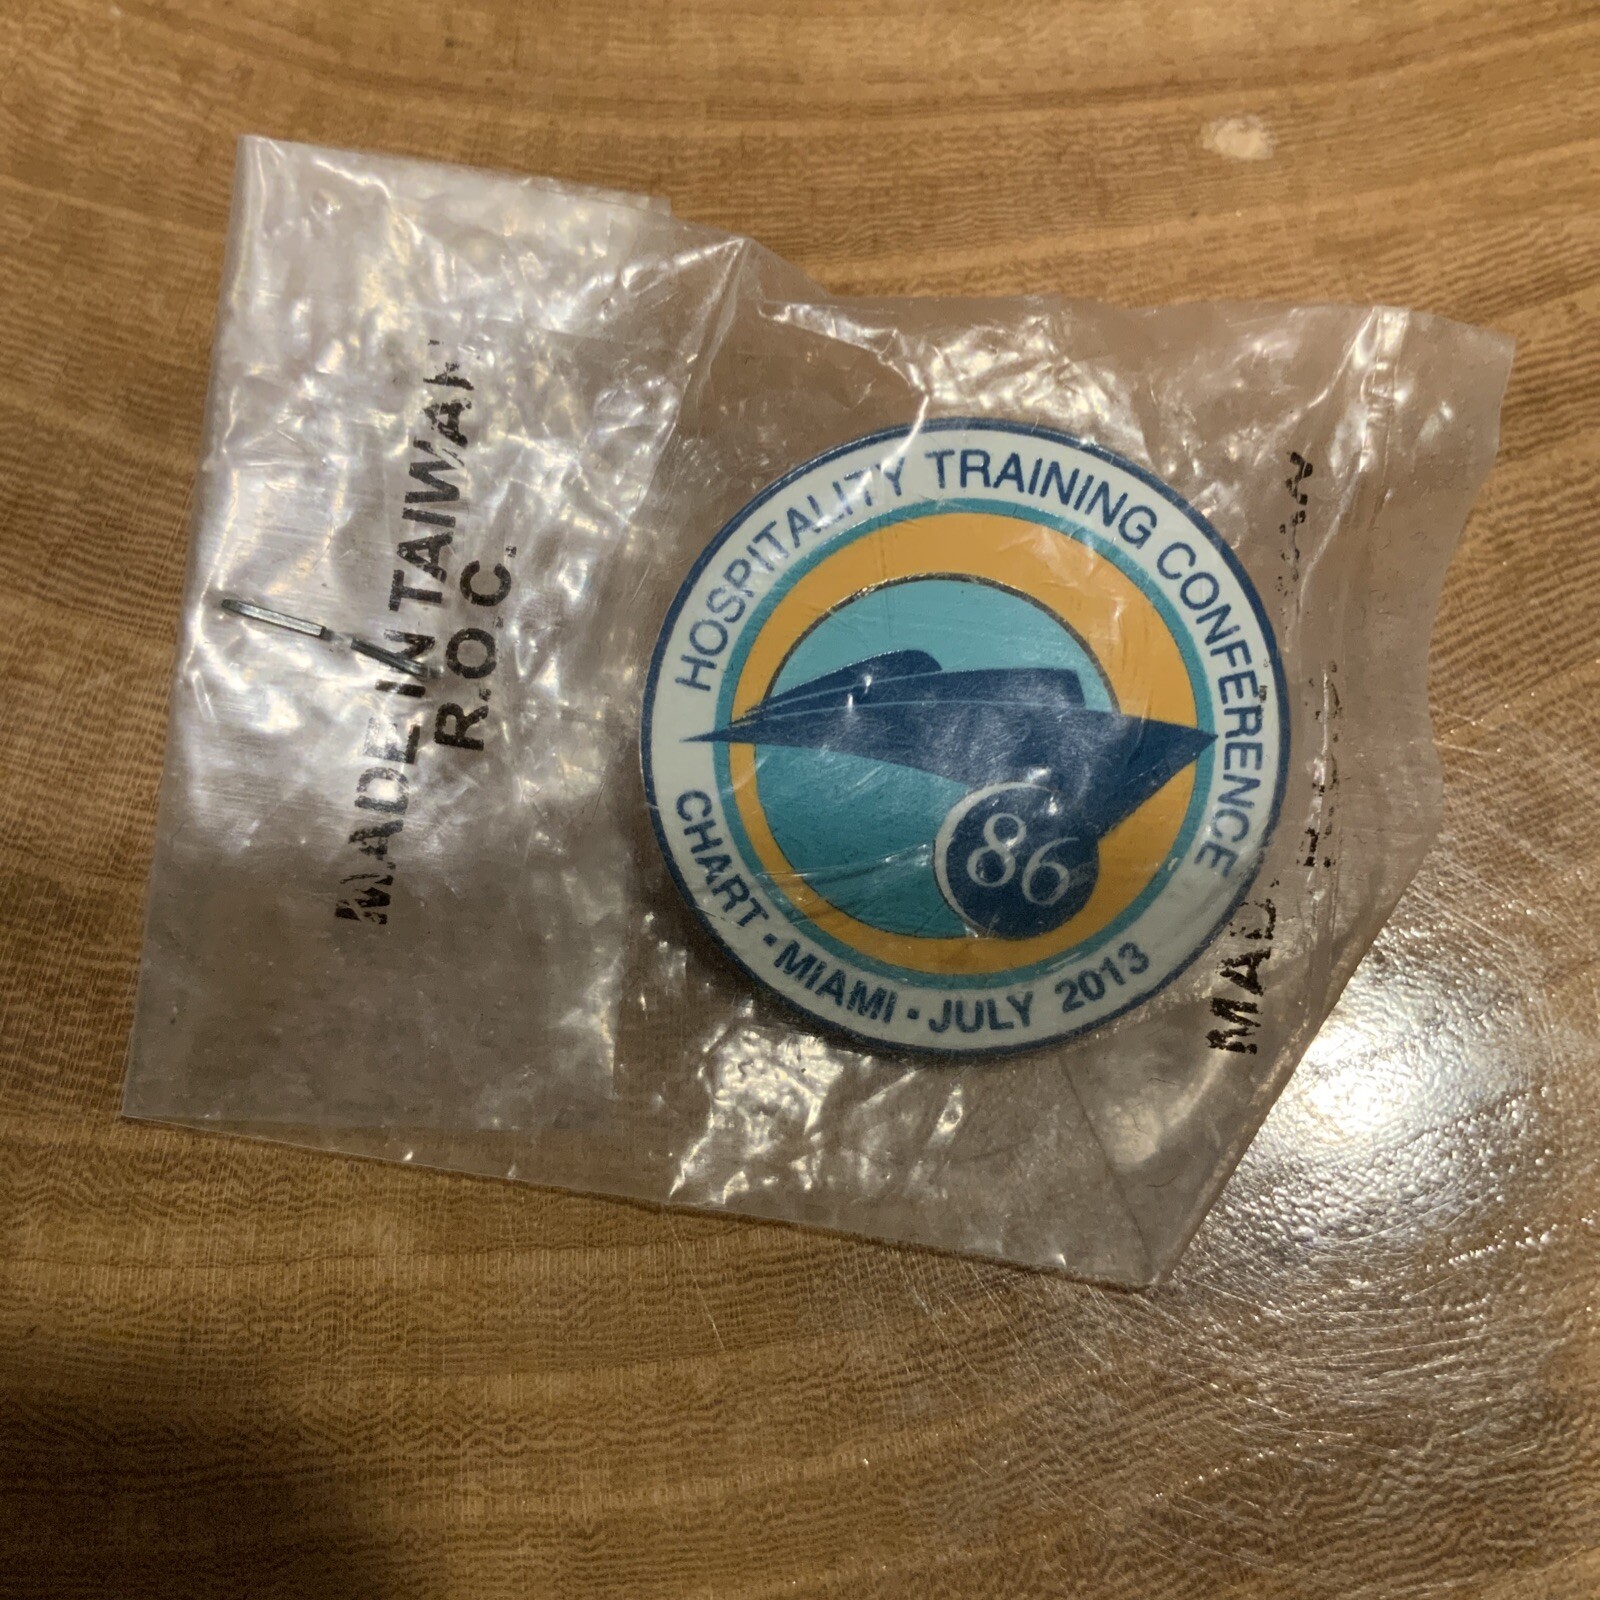 MADE IN TAIWAN
R.O.C.
HOSPITALITY TRAINING CONFERENCE
86
CHART • MIAMI • JULY 2013